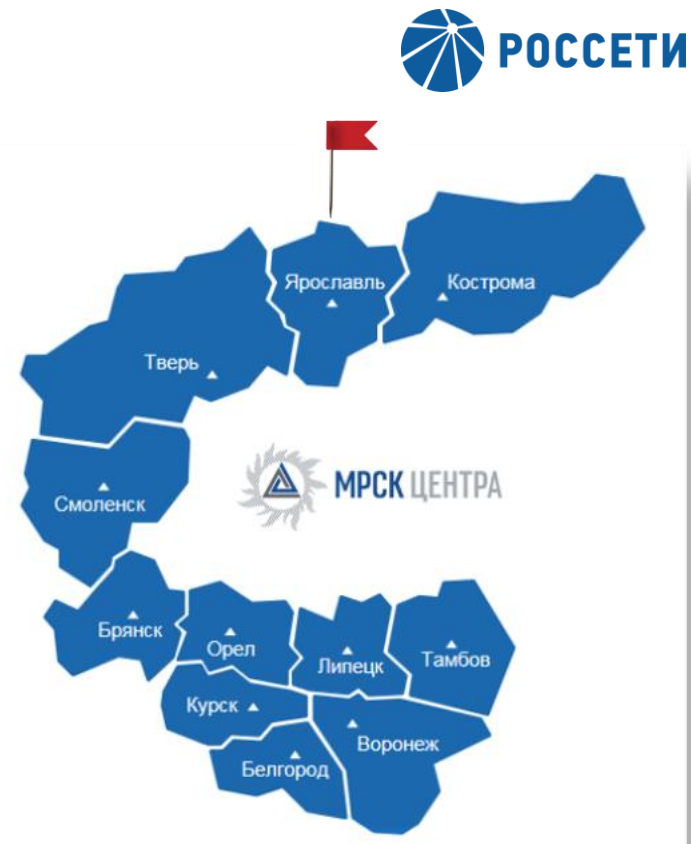 РОССЕТИ
Ярославль
Кострома
Тверь
МРСК ЦЕНТРА
Смоленск
Брянск
Орел
Липецк
Тамбов
Курск
Воронеж
Белгород